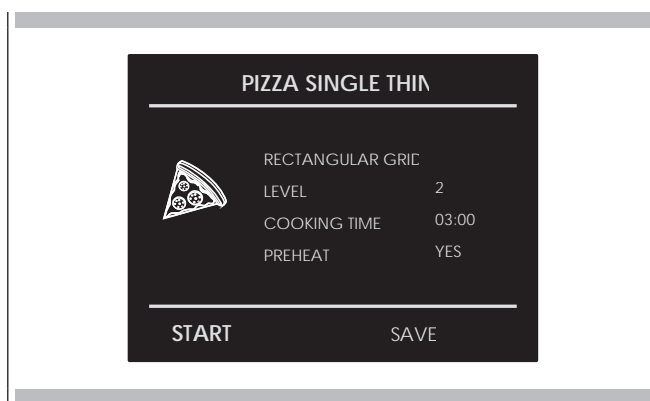 PIZZA SINGLE THIN
RECTANGULAR GRID
LEVEL 2
COOKING TIME 03:00
PREHEAT YES
START SAVE